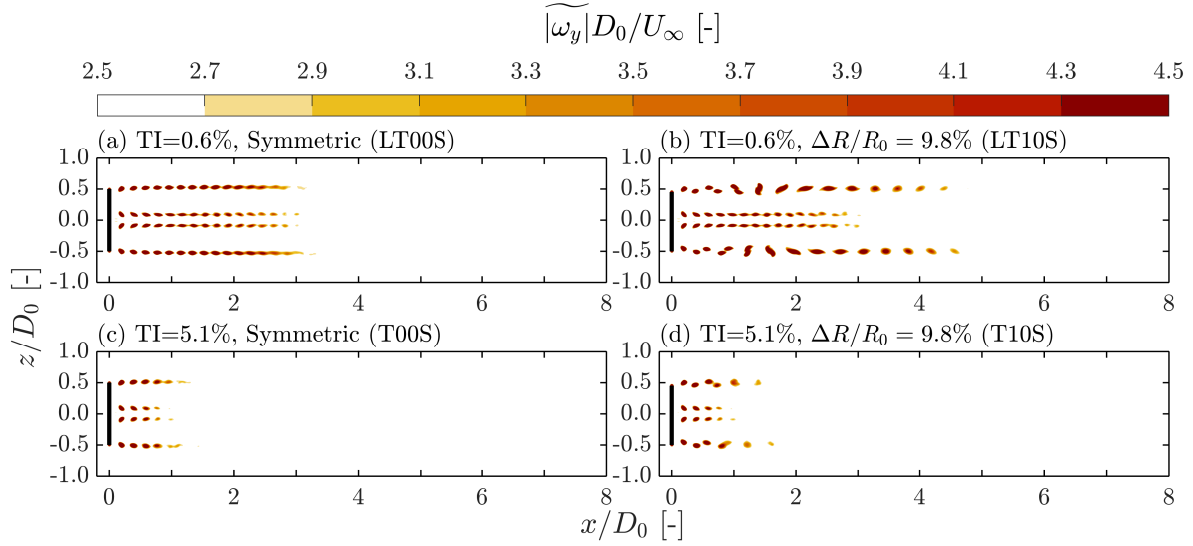 |ω_y|~ D_0/U_∞ [-]
2.5 2.7 2.9 3.1 3.3 3.5 3.7 3.9 4.1 4.3 4.5
(a) TI=0.6%, Symmetric (LT00S)
(b) TI=0.6%, ΔR/R_0 = 9.8% (LT10S)
1.0
0.5
0.0
-0.5
-1.0
0 2 4 6 8
1.0
0.5
0.0
-0.5
-1.0
0 2 4 6 8
(c) TI=5.1%, Symmetric (T00S)
(d) TI=5.1%, ΔR/R_0 = 9.8% (T10S)
1.0
0.5
0.0
-0.5
-1.0
0 2 4 6 8
1.0
0.5
0.0
-0.5
-1.0
0 2 4 6 8
z/D_0 [-]
x/D_0 [-]